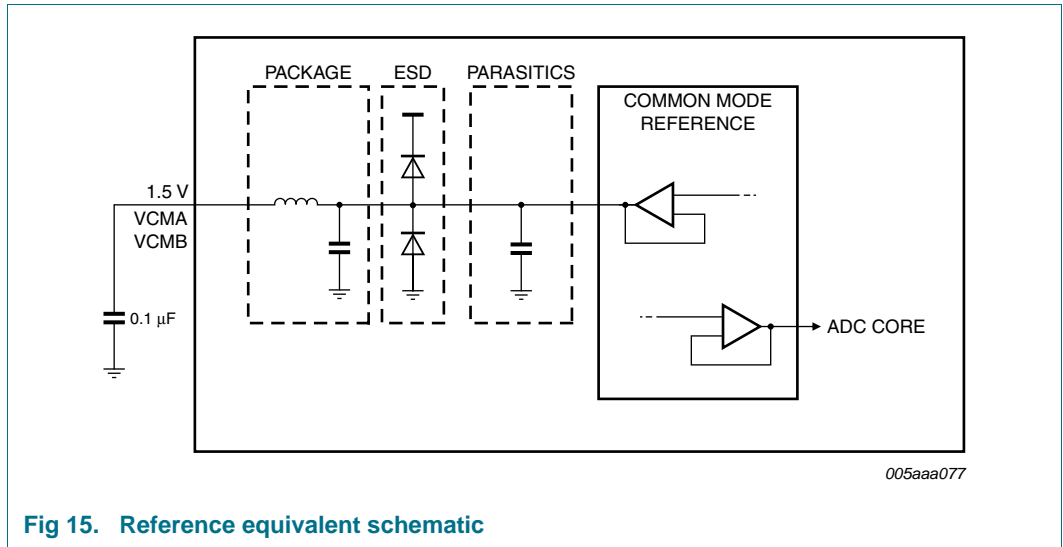 PACKAGE ESD PARASITICS
COMMON MODE
REFERENCE
1.5 V
VCMA
VCMB
0.1 μF
ADC CORE
005aaa077
Fig 15. Reference equivalent schematic